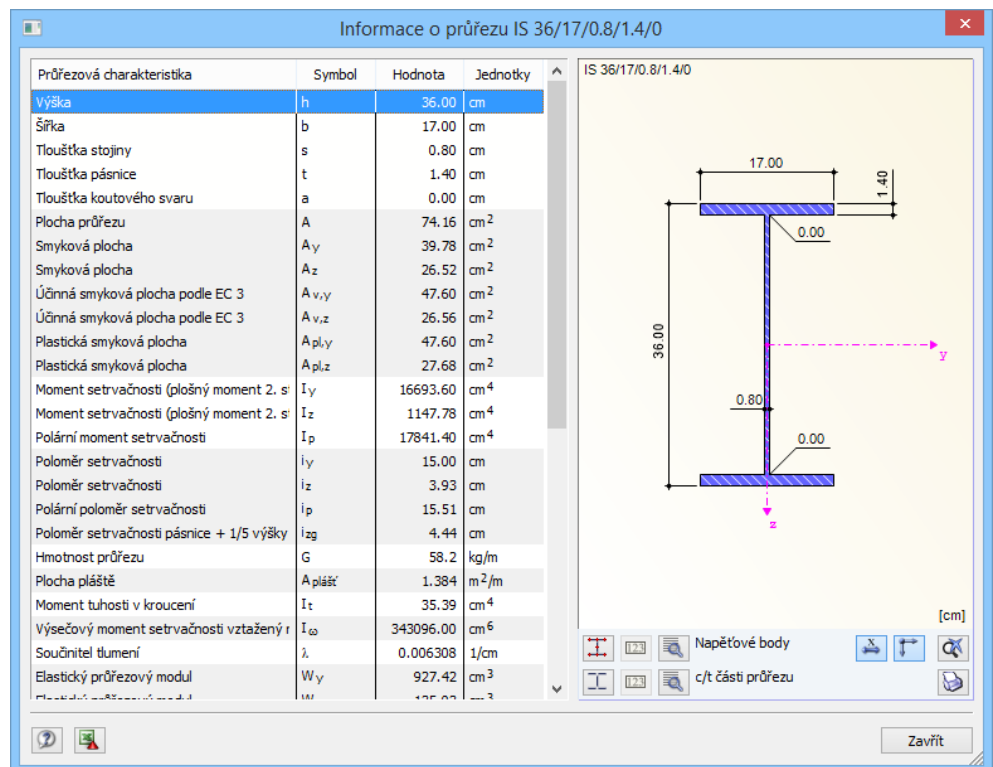 Informace o průřezu IS 36/17/0.8/1.4/0
Průřezová charakteristika Symbol Hodnota Jednotky
Výška h 36.00 cm
Šířka b 17.00 cm
Tloušťka stojiny s 0.80 cm
Tloušťka pásnice t 1.40 cm
Tloušťka koutového svaru a 0.00 cm
Plocha průřezu A 74.16 cm²
Smyková plocha Ay 39.78 cm²
Smyková plocha Az 26.52 cm²
Účinná smyková plocha podle EC 3 Av,y 47.60 cm²
Účinná smyková plocha podle EC 3 Av,z 26.56 cm²
Plastická smyková plocha Apl,y 47.60 cm²
Plastická smyková plocha Apl,z 27.68 cm²
Moment setrvačnosti (plošný moment 2. st Iy 16693.60 cm⁴
Moment setrvačnosti (plošný moment 2. st Iz 1147.78 cm⁴
Polární moment setrvačnosti Ip 17841.40 cm⁴
Poloměr setrvačnosti iy 15.00 cm
Poloměr setrvačnosti iz 3.93 cm
Polární poloměr setrvačnosti ip 15.51 cm
Poloměr setrvačnosti pásnice + 1/5 výšky izg 4.44 cm
Hmotnost průřezu G 58.2 kg/m
Plocha pláště Aplášť 1.384 m²/m
Moment tuhosti v kroucení It 35.39 cm⁴
Výsečový moment setrvačnosti vztažený Iω 343096.00 cm⁶
Součinitel tlumení λ 0.006308 1/cm
Elastický průřezový modul Wy 927.42 cm³
IS 36/17/0.8/1.4/0
17.00
1.40
0.00
36.00
y
0.80
0.00
z
[cm]
Napěťové body
x
c/t části průřezu
Zavřít